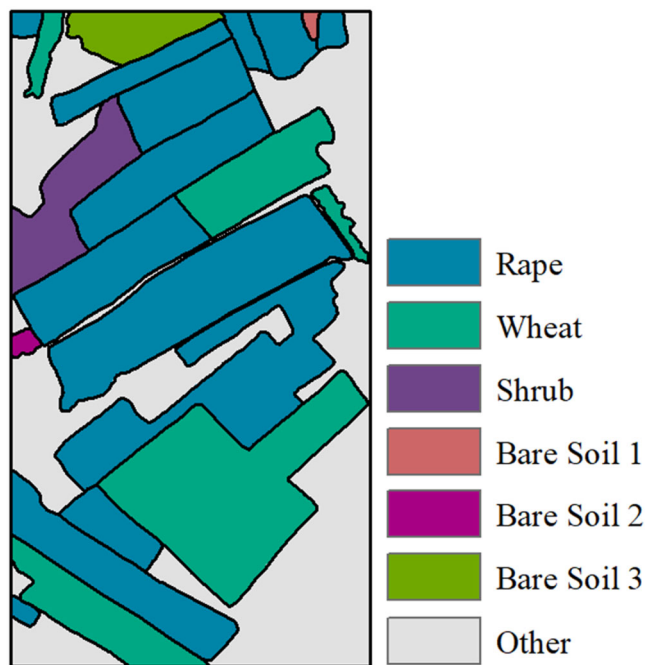 Rape
Wheat
Shrub
Bare Soil 1
Bare Soil 2
Bare Soil 3
Other